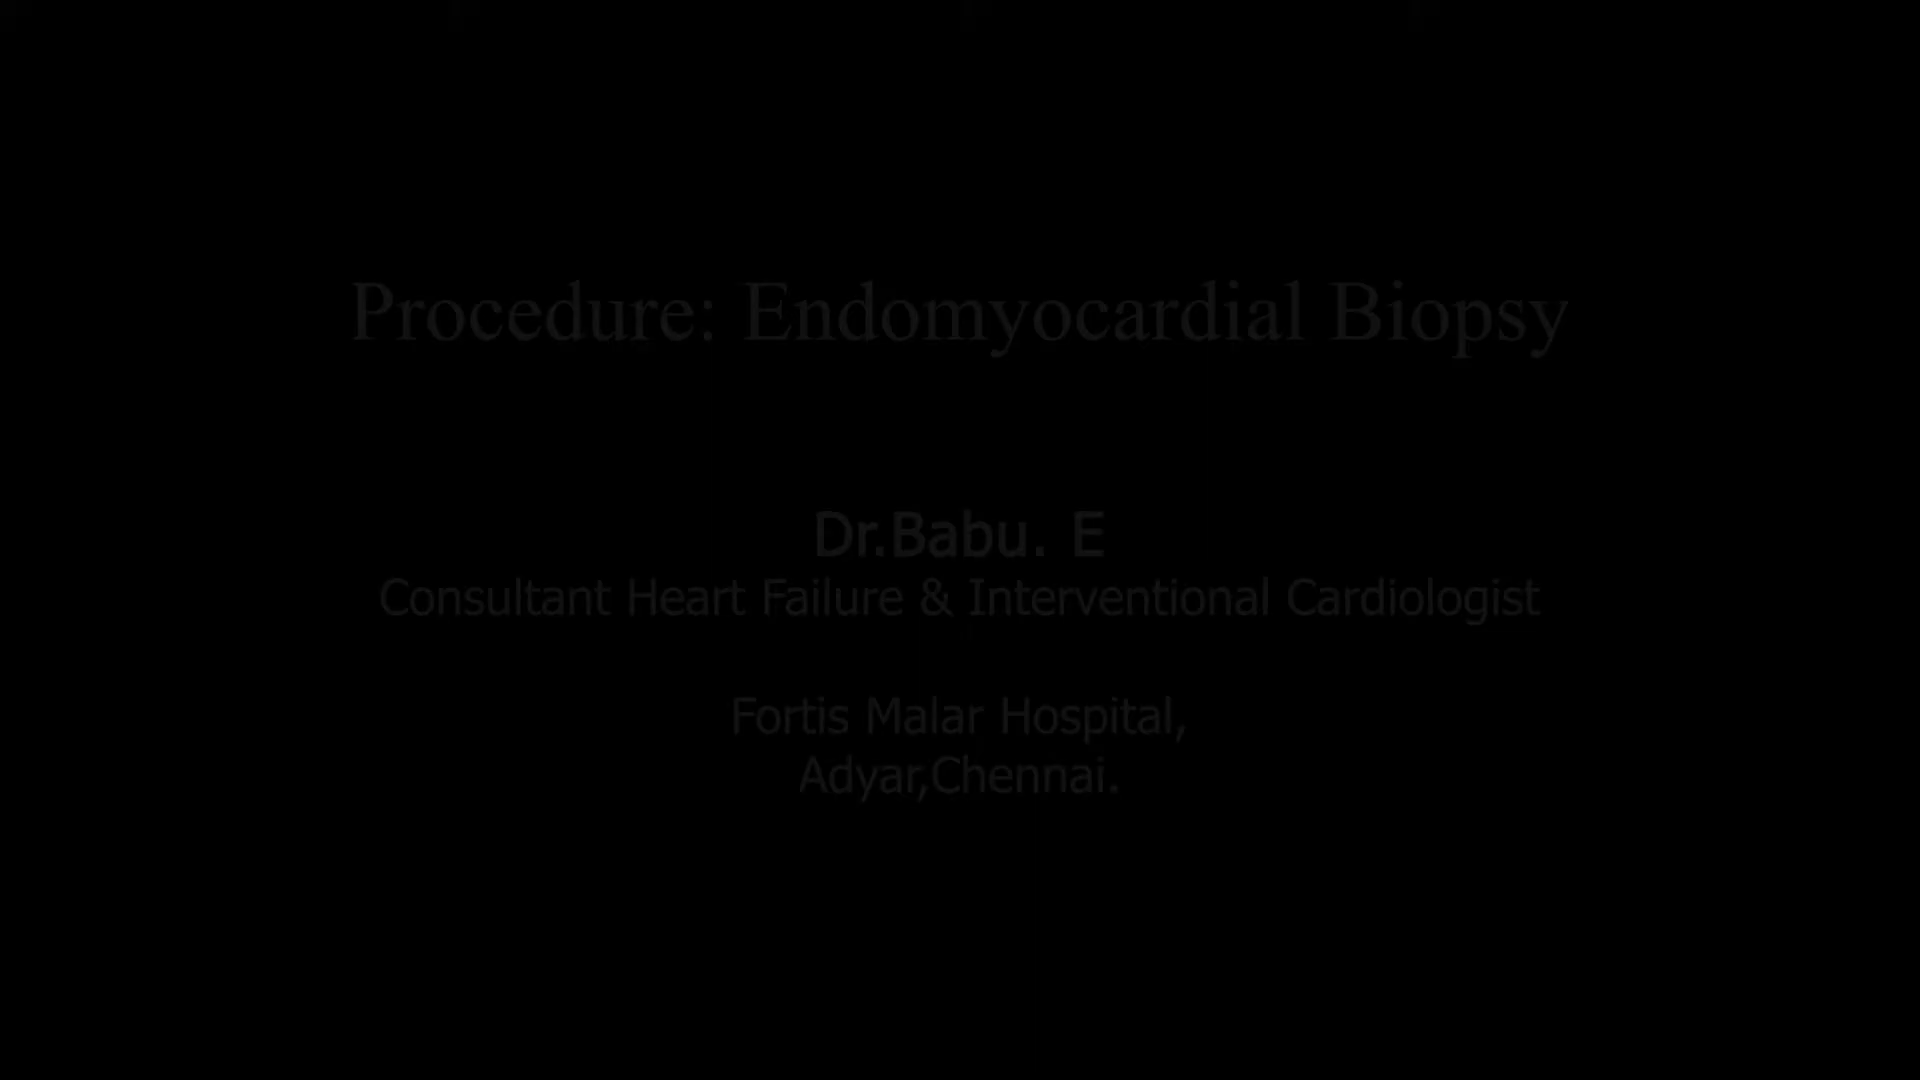 Procedure: Endomyocardial Biopsy
Dr.Babu. E
Consultant Heart Failure & Interventional Cardiologist
Fortis Malar Hospital,
Adyar,Chennai.